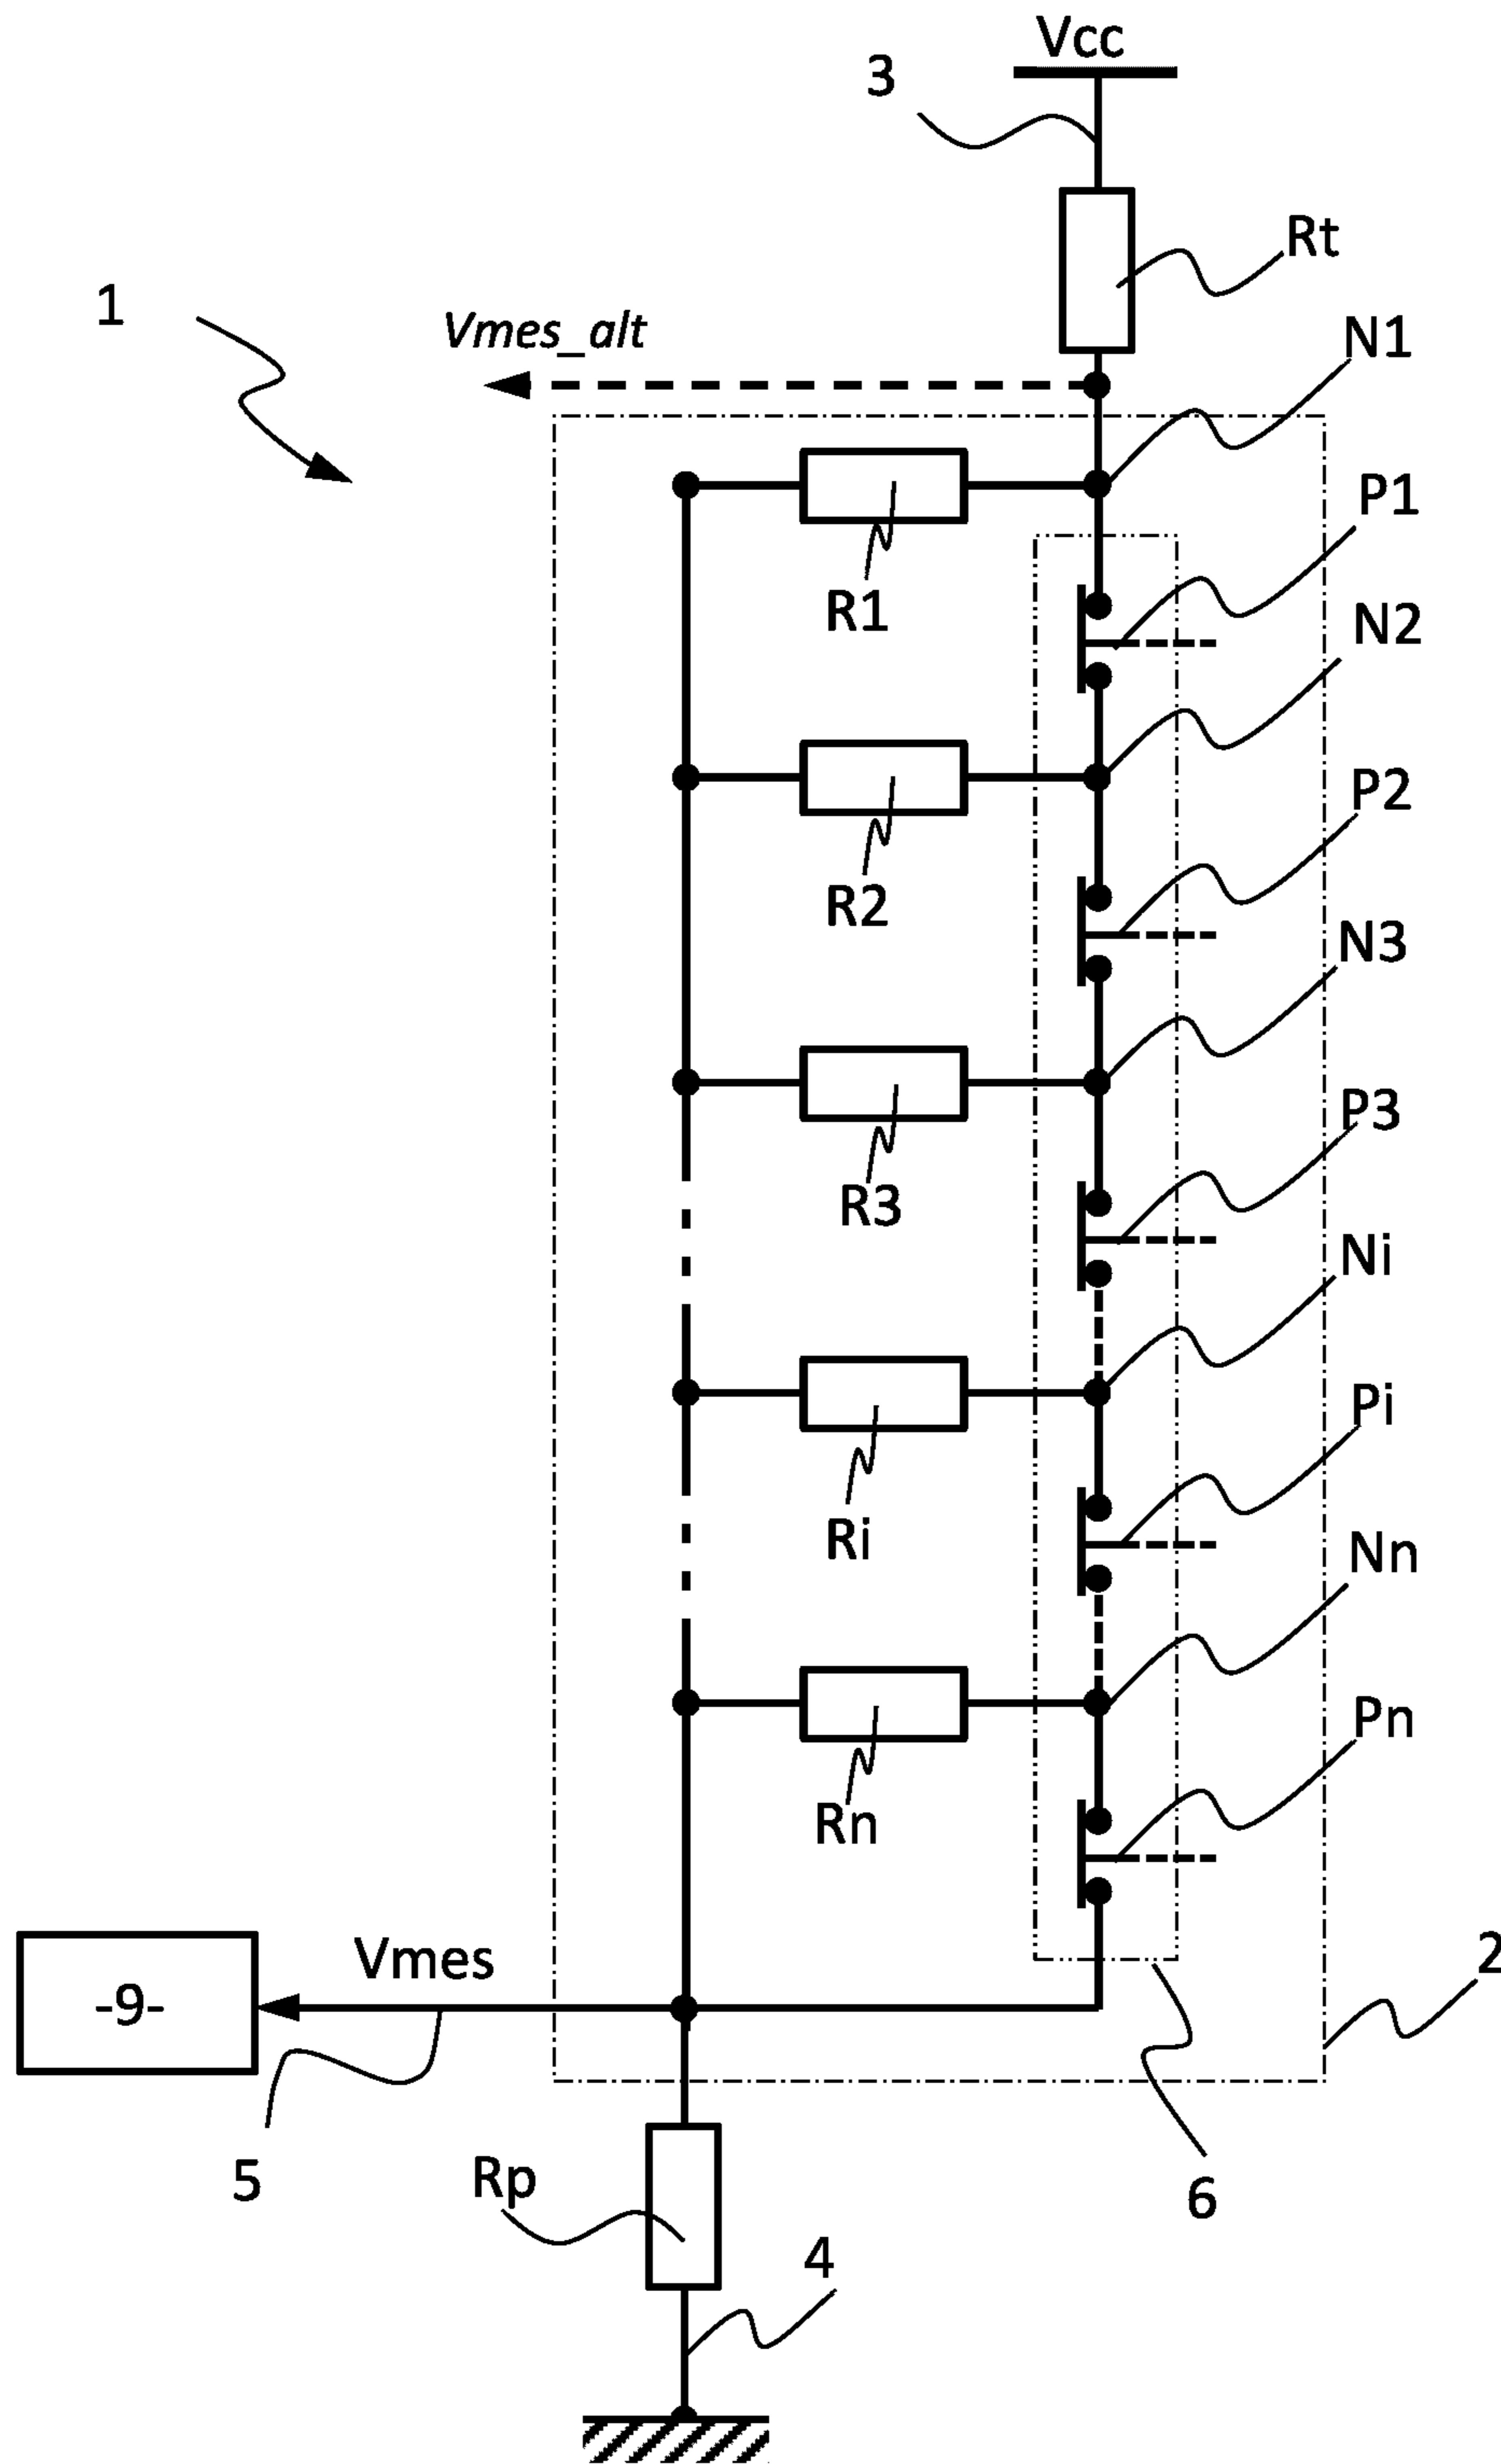 Vcc
3
Rt
1
Vmes_alt
N1
P1
R1
N2
P2
R2
N3
P3
R3
Ni
Pi
Ri
Nn
Pn
Rn
2
Vmes
-9-
5
Rp
6
4